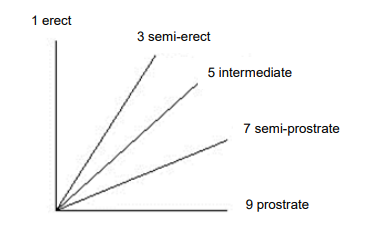 1 erect
3 semi-erect
5 intermediate
7 semi-prostrate
9 prostrate